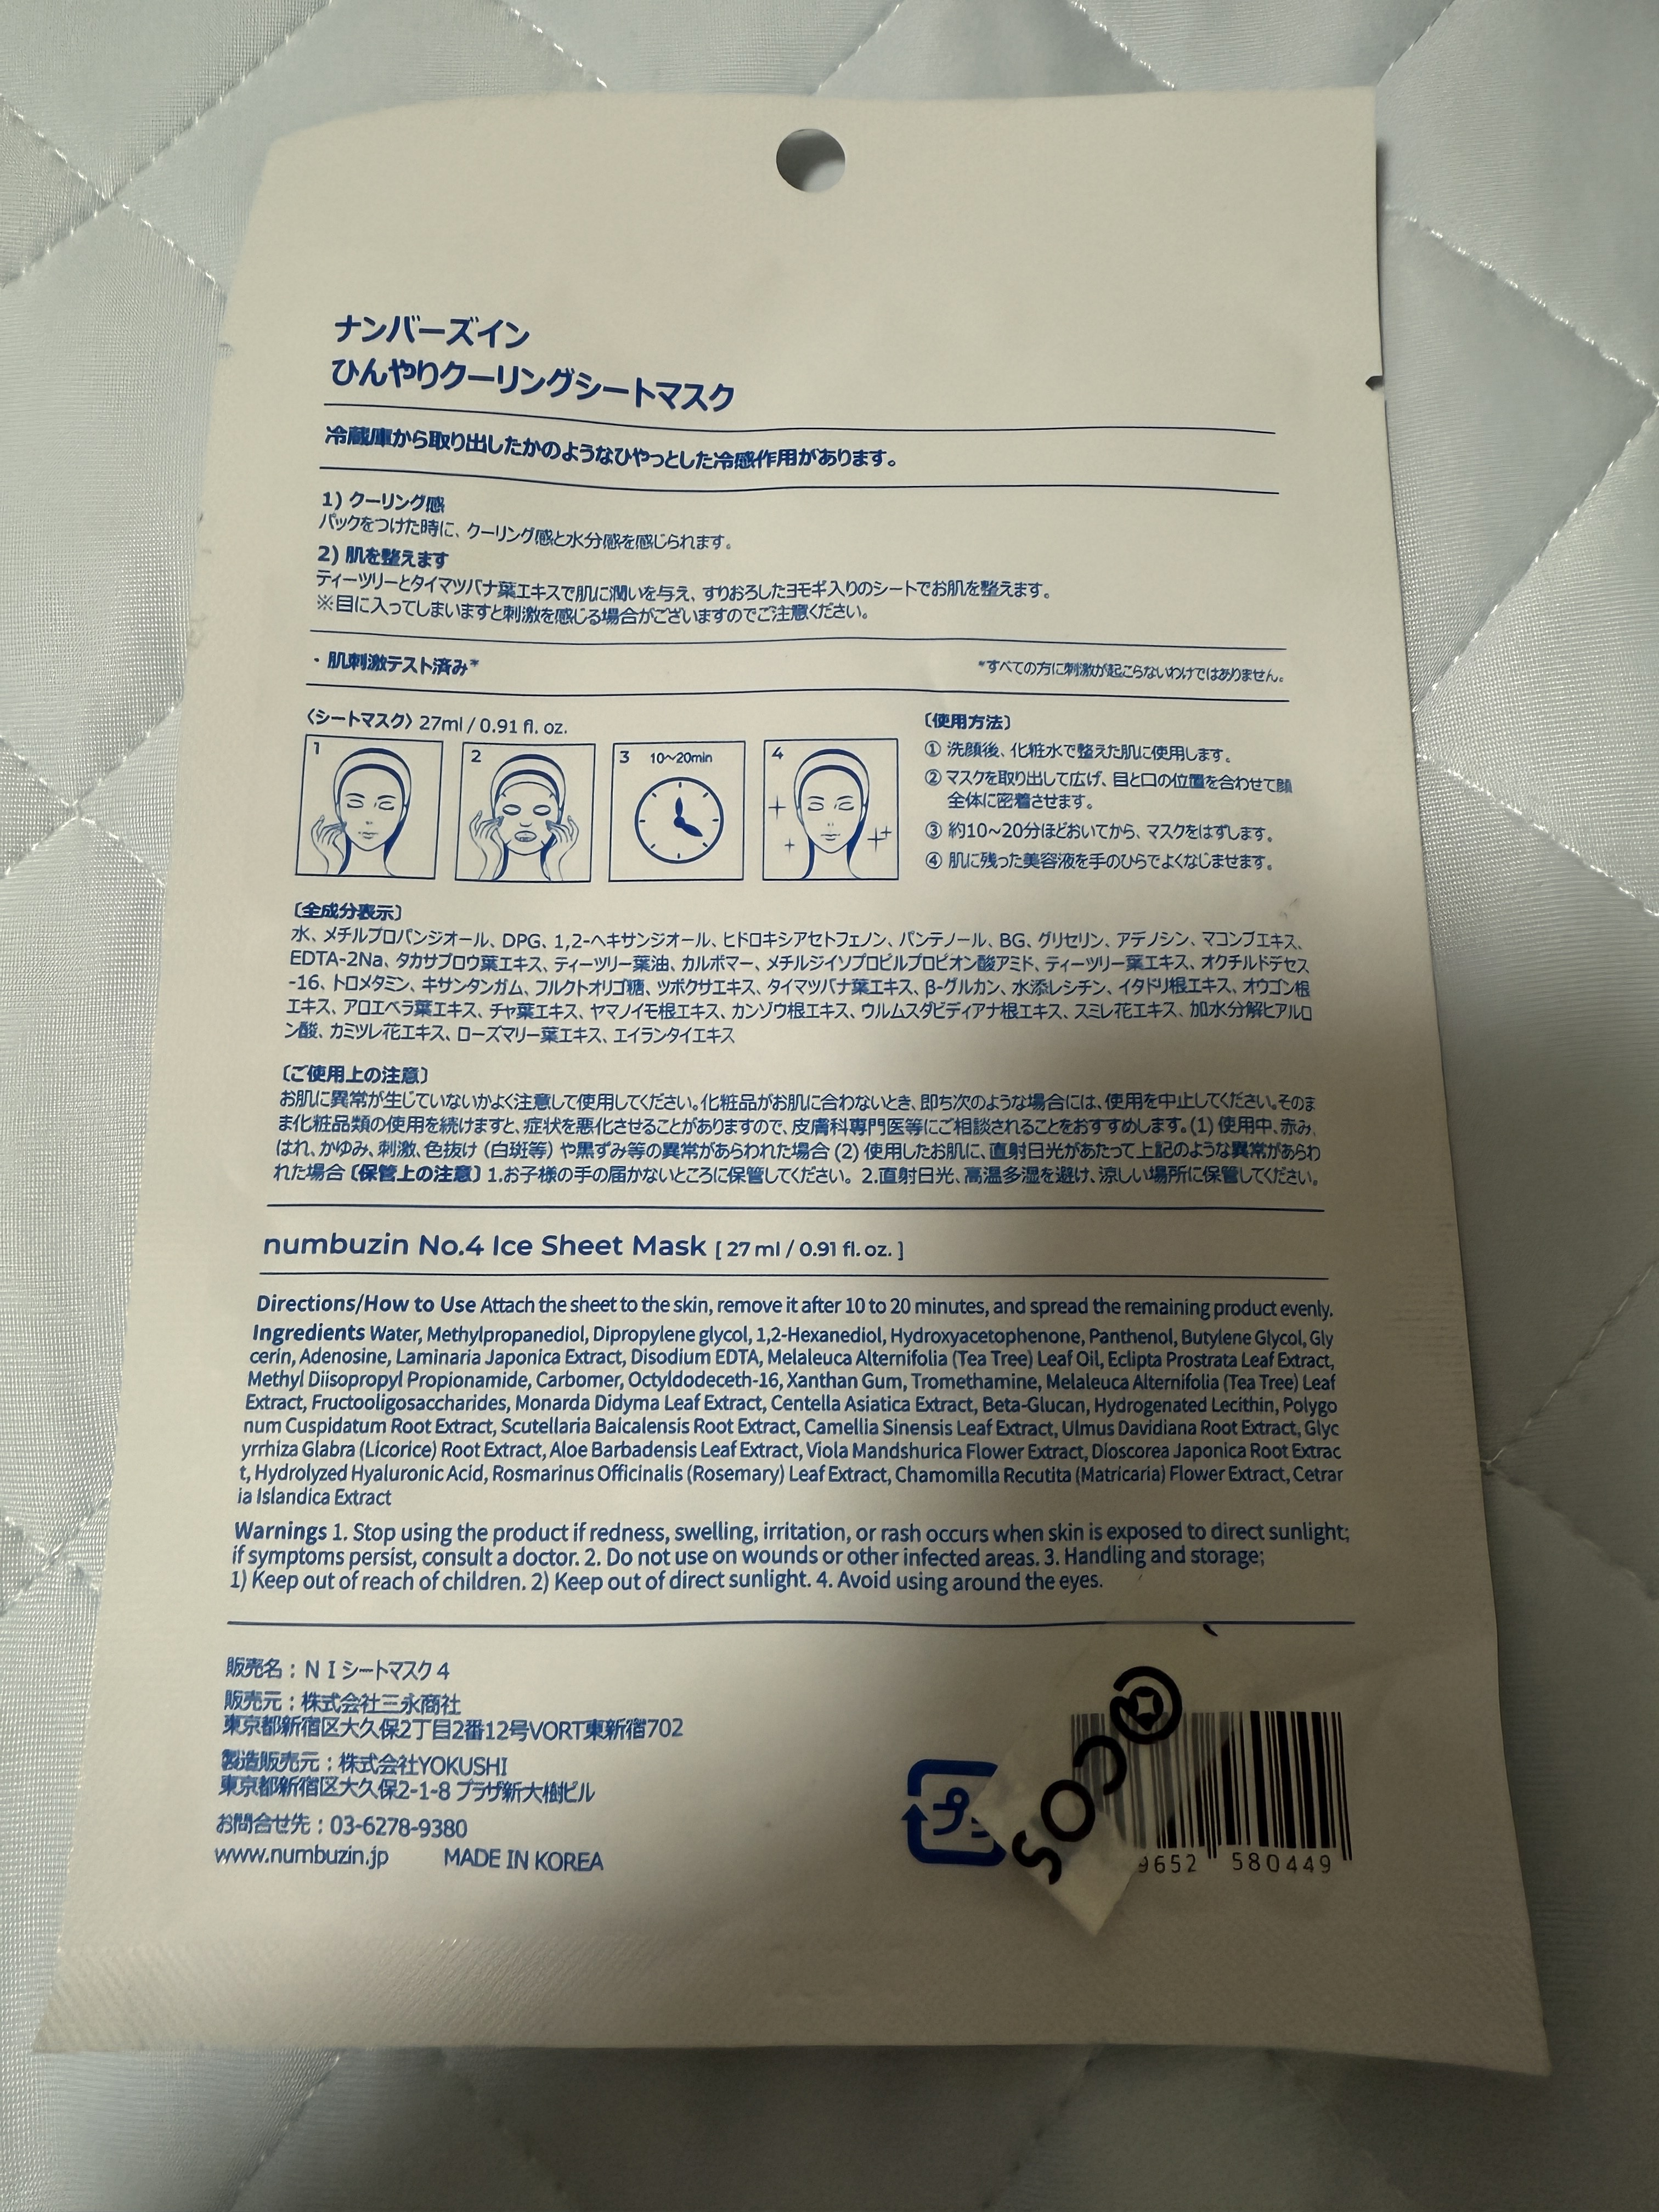 ナンバーズイン
ひんやりクーリングシートマスク
冷蔵庫から取り出したかのようなひやっとした冷感作用があります。
1) クーリング感
パックをつけた時に、クーリング感と水分感を感じられます。
2) 肌を整えます
ティーツリーとタイマツバナ葉エキスで肌に潤いを与え、すりおろしたヨモギ入りのシートでお肌を整えます。
※目に入ってしまいますと刺激を感じる場合がございますのでご注意ください。
・肌刺激テスト済み* *すべての方に刺激が起こらないわけではありません。
〈シートマスク〉 27ml / 0.91 fl. oz.
1
2
3 10〜20min
4
〔使用方法〕
① 洗顔後、化粧水で整えた肌に使用します。
② マスクを取り出して広げ、目と口の位置を合わせて顔
全体に密着させます。
③ 約10〜20分ほどおいてから、マスクをはずします。
④ 肌に残った美容液を手のひらでよくなじませます。
〔全成分表示〕
水、メチルプロパンジオール、DPG、1,2-ヘキサンジオール、ヒドロキシアセトフェノン、パンテノール、BG、グリセリン、アデノシン、マコンブエキス、
EDTA-2Na、タカサブロウ葉エキス、ティーツリー葉油、カルボマー、メチルジイソプロピルプロピオン酸アミド、ティーツリー葉エキス、オクチルドデセス
-16、トロメタミン、キサンタンガム、フルクトオリゴ糖、ツボクサエキス、タイマツバナ葉エキス、β-グルカン、水添レシチン、イタドリ根エキス、オウゴン根
エキス、アロエベラ葉エキス、チャ葉エキス、ヤマノイモ根エキス、カンゾウ根エキス、ウルムスダビディアナ根エキス、スミレ花エキス、加水分解ヒアルロ
ン酸、カミツレ花エキス、ローズマリー葉エキス、エイランタイエキス
〔ご使用上の注意〕
お肌に異常が生じていないかよく注意して使用してください。化粧品がお肌に合わないとき、即ち次のような場合には、使用を中止してください。そのま
ま化粧品類の使用を続けますと、症状を悪化させることがありますので、皮膚科専門医等にご相談されることをおすすめします。(1) 使用中、赤み、
はれ、かゆみ、刺激、色抜け（白斑等）や黒ずみ等の異常があらわれた場合 (2) 使用したお肌に、直射日光があたって上記のような異常があらわ
れた場合〔保管上の注意〕1.お子様の手の届かないところに保管してください。 2.直射日光、高温多湿を避け、涼しい場所に保管してください。
numbuzin No.4 Ice Sheet Mask [ 27 ml / 0.91 fl. oz. ]
Directions/How to Use Attach the sheet to the skin, remove it after 10 to 20 minutes, and spread the remaining product evenly.
Ingredients Water, Methylpropanediol, Dipropylene glycol, 1,2-Hexanediol, Hydroxyacetophenone, Panthenol, Butylene Glycol, Gly
cerin, Adenosine, Laminaria Japonica Extract, Disodium EDTA, Melaleuca Alternifolia (Tea Tree) Leaf Oil, Eclipta Prostrata Leaf Extract,
Methyl Diisopropyl Propionamide, Carbomer, Octyldodeceth-16, Xanthan Gum, Tromethamine, Melaleuca Alternifolia (Tea Tree) Leaf
Extract, Fructooligosaccharides, Monarda Didyma Leaf Extract, Centella Asiatica Extract, Beta-Glucan, Hydrogenated Lecithin, Polygo
num Cuspidatum Root Extract, Scutellaria Baicalensis Root Extract, Camellia Sinensis Leaf Extract, Ulmus Davidiana Root Extract, Glyc
yrrhiza Glabra (Licorice) Root Extract, Aloe Barbadensis Leaf Extract, Viola Mandshurica Flower Extract, Dioscorea Japonica Root Extrac
t, Hydrolyzed Hyaluronic Acid, Rosmarinus Officinalis (Rosemary) Leaf Extract, Chamomilla Recutita (Matricaria) Flower Extract, Cetrar
ia Islandica Extract
Warnings 1. Stop using the product if redness, swelling, irritation, or rash occurs when skin is exposed to direct sunlight;
if symptoms persist, consult a doctor. 2. Do not use on wounds or other infected areas. 3. Handling and storage;
1) Keep out of reach of children. 2) Keep out of direct sunlight. 4. Avoid using around the eyes.
販売名：ＮＩシートマスク４
販売元：株式会社三永商社
東京都新宿区大久保2丁目2番12号VORT東新宿702
製造販売元：株式会社YOKUSHI
東京都新宿区大久保2-1-8 プラザ新大樹ビル
お問合せ先：03-6278-9380
www.numbuzin.jp MADE IN KOREA
プラ
@COS
9652 580449